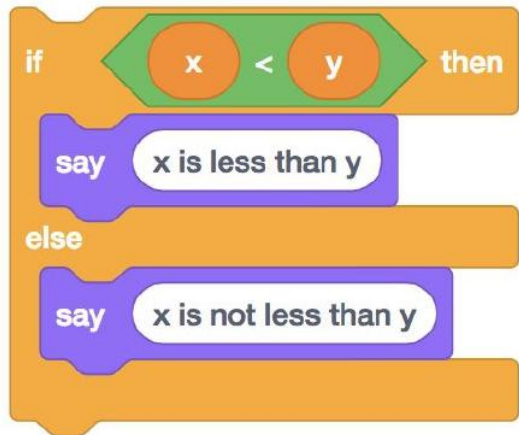 if x < y then
say x is less than y
else
say x is not less than y